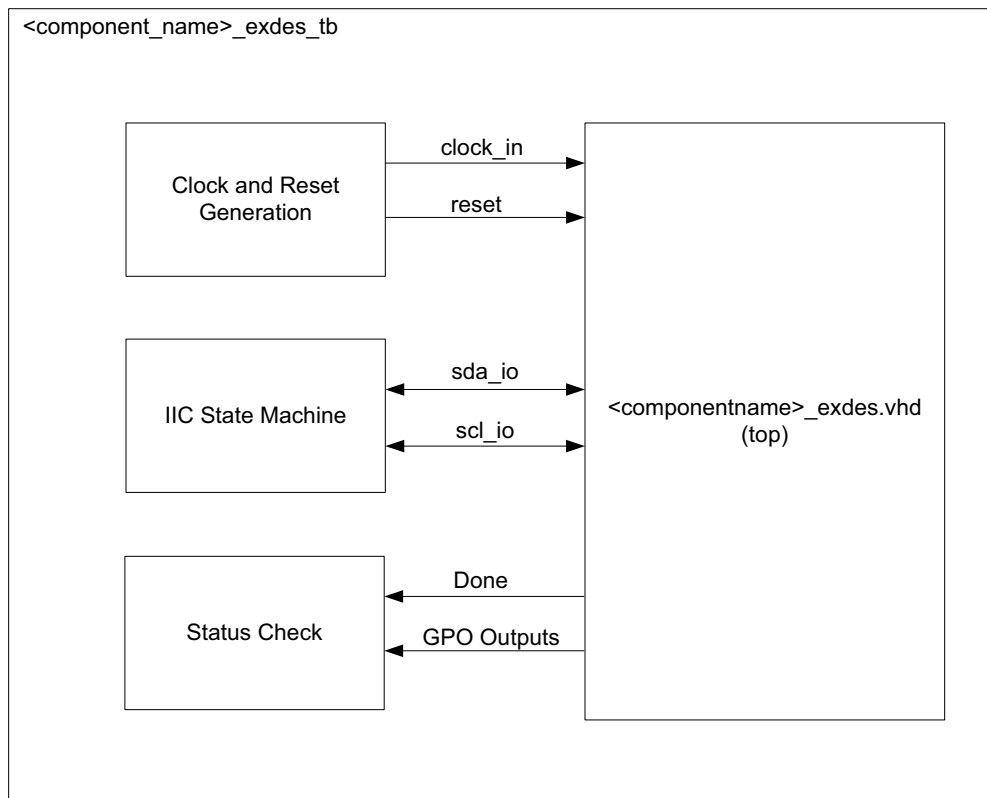 <component_name>_exdes_tb
Clock and Reset
Generation
clock_in
reset
IIC State Machine
sda_io
scl_io
<componentname>_exdes.vhd
(top)
Status Check
Done
GPO Outputs